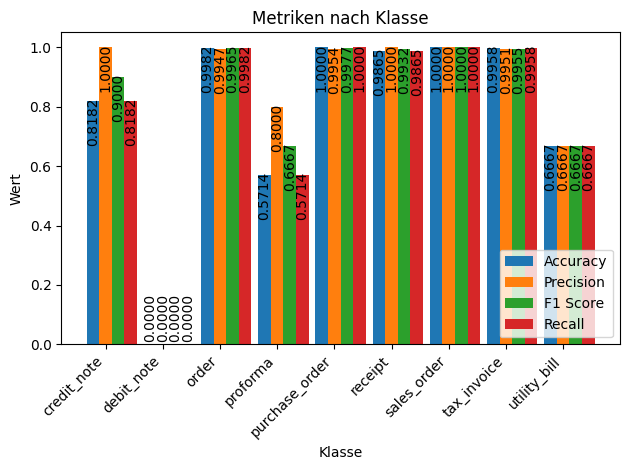 Metriken nach Klasse
Wert
1.0
0.8
0.6
0.4
0.2
0.0
0.8182
1.0000
0.9000
0.8182
0.0000
0.0000
0.0000
0.0000
0.9982
0.9947
0.9965
0.9982
0.5714
0.8000
0.6667
0.5714
1.0000
0.9954
0.9977
1.0000
0.9865
1.0000
0.9932
0.9865
1.0000
1.0000
1.0000
1.0000
0.9958
0.9951
0.9955
0.9958
0.6667
0.6667
0.6667
0.6667
Accuracy
Precision
F1 Score
Recall
credit_note
debit_note
order
proforma
purchase_order
receipt
sales_order
tax_invoice
utility_bill
Klasse